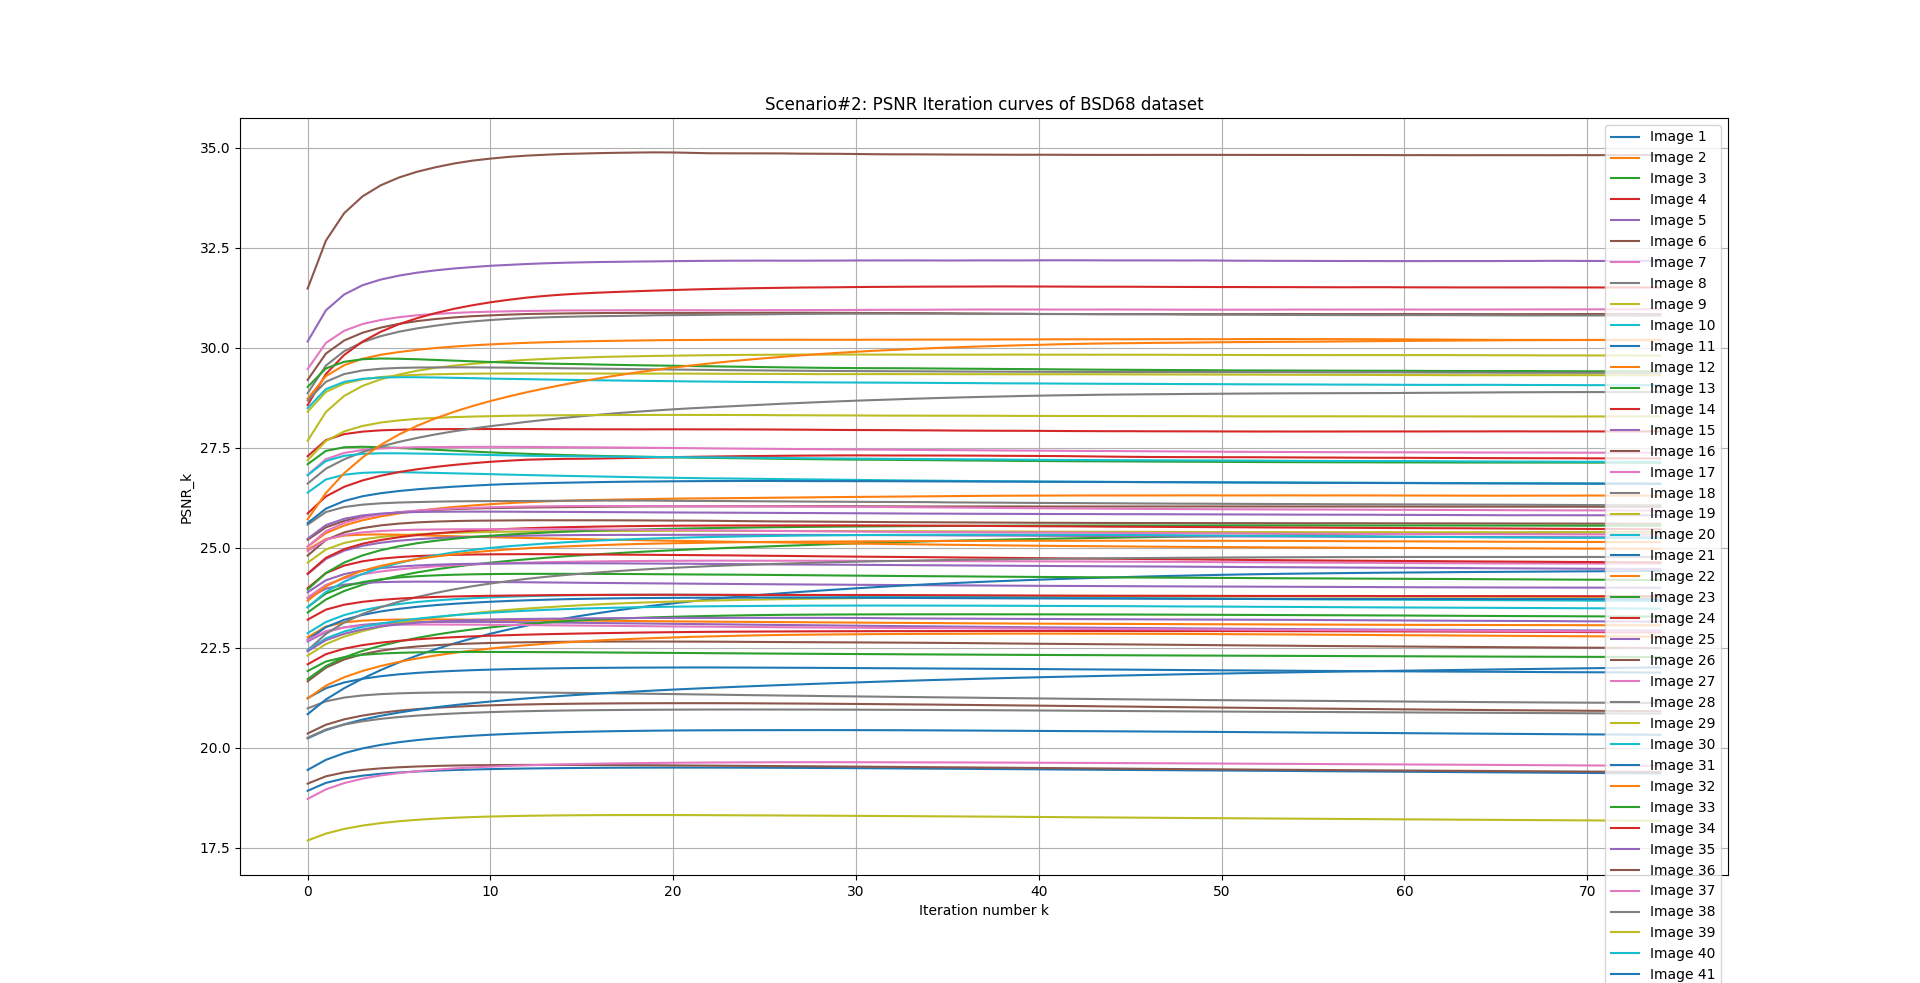 Scenario#2: PSNR Iteration curves of BSD68 dataset
35.0
32.5
30.0
27.5
25.0
22.5
20.0
17.5
PSNR_k
0
10
20
30
40
50
60
70
Iteration number k
Image 1
Image 2
Image 3
Image 4
Image 5
Image 6
Image 7
Image 8
Image 9
Image 10
Image 11
Image 12
Image 13
Image 14
Image 15
Image 16
Image 17
Image 18
Image 19
Image 20
Image 21
Image 22
Image 23
Image 24
Image 25
Image 26
Image 27
Image 28
Image 29
Image 30
Image 31
Image 32
Image 33
Image 34
Image 35
Image 36
Image 37
Image 38
Image 39
Image 40
Image 41